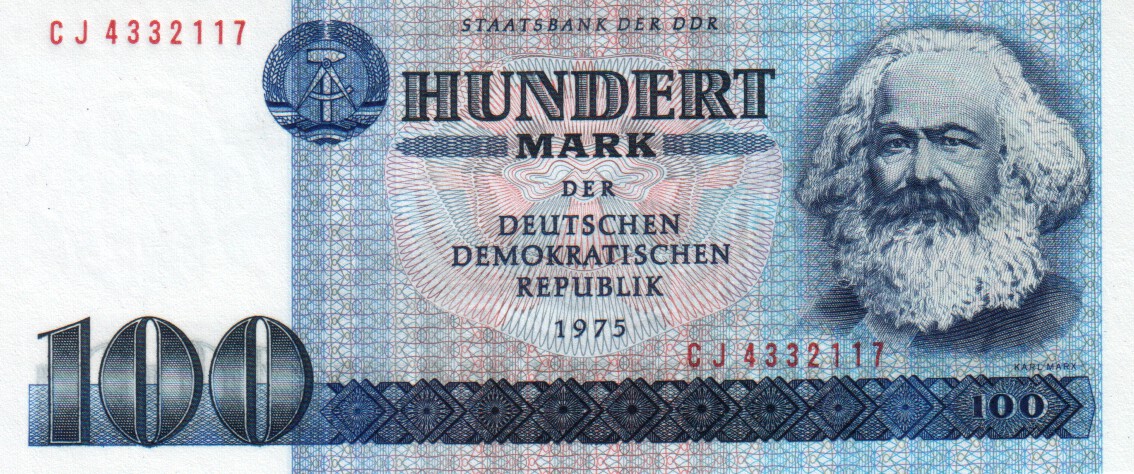 CJ 4332117
STAATSBANK DER DDR
HUNDERT
MARK
DER
DEUTSCHEN
DEMOKRATISCHEN
REPUBLIK
1975
CJ 4332117
KARL MARX
100
100